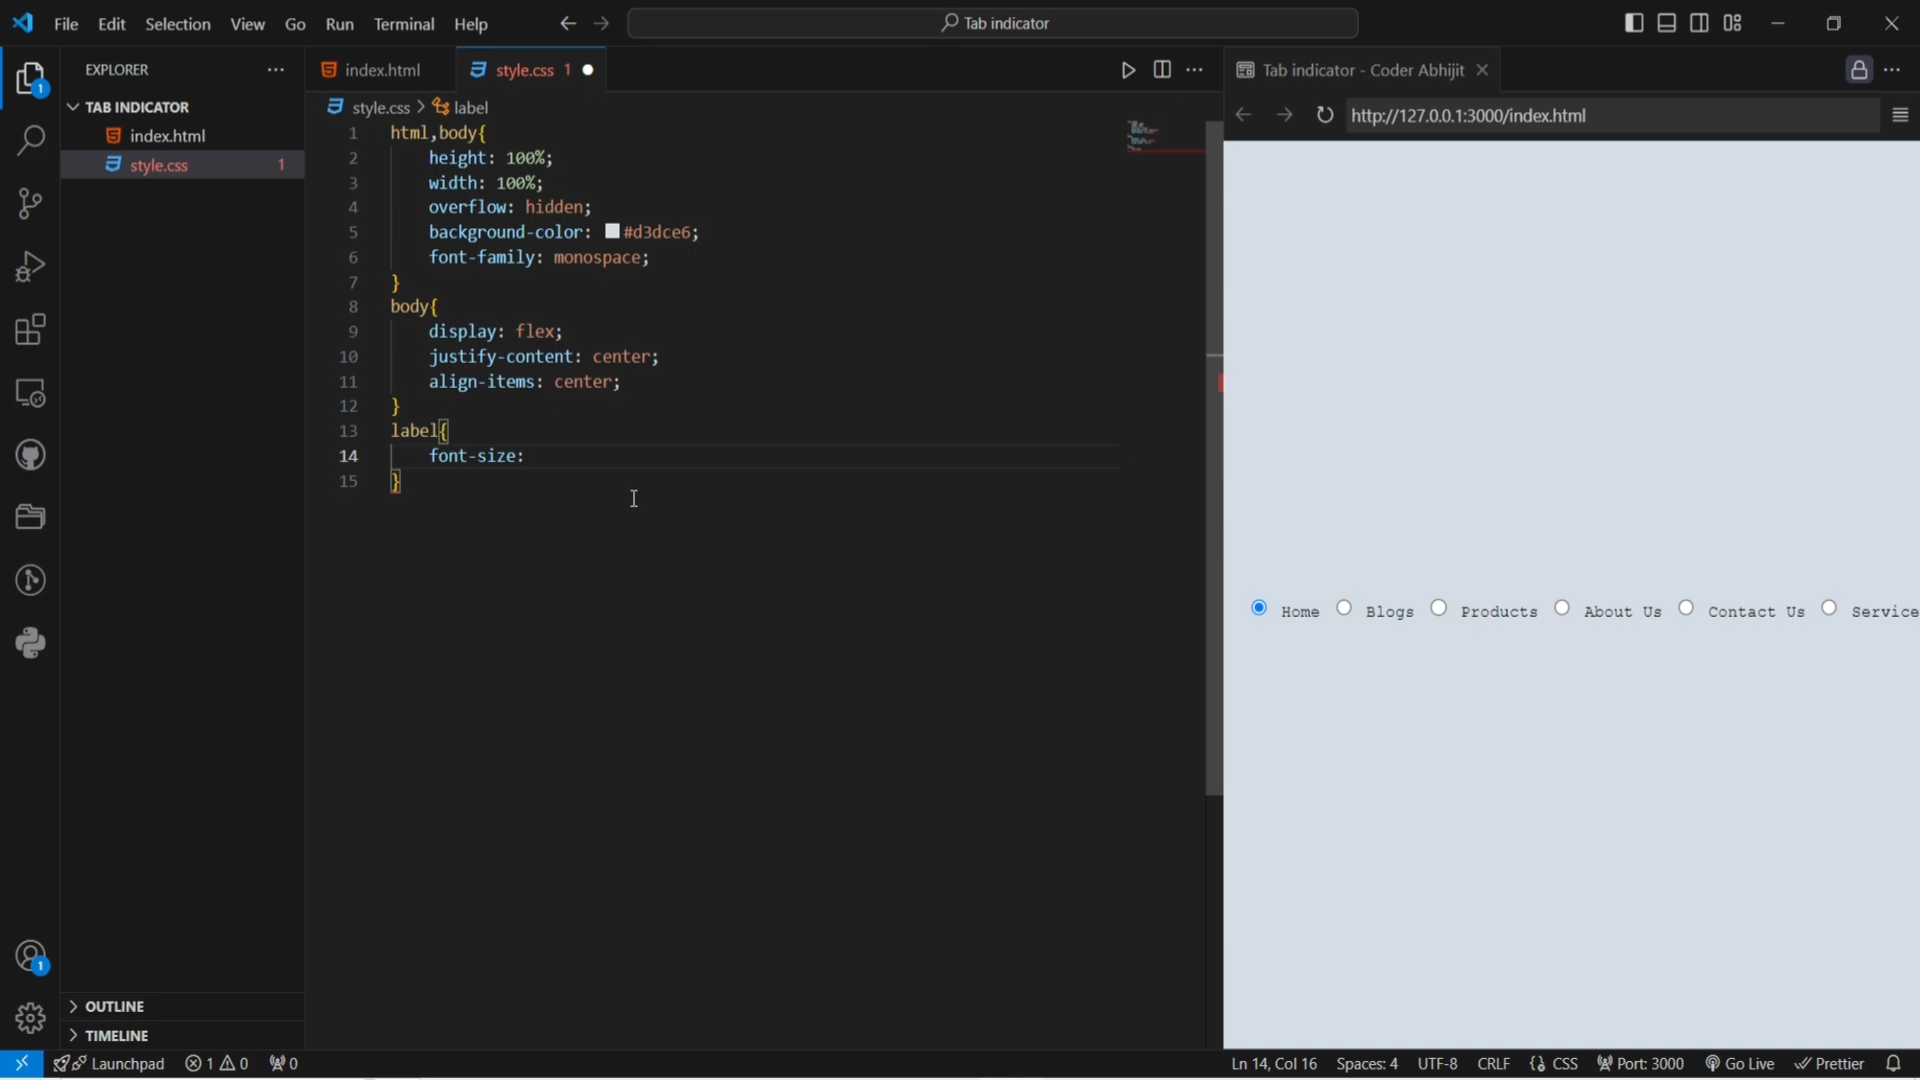 File Edit Selection View Go Run Terminal Help Tab indicator
EXPLORER
TAB INDICATOR
index.html
style.css 1
OUTLINE
TIMELINE
index.html style.css 1
style.css > label
1 html,body{
2 height: 100%;
3 width: 100%;
4 overflow: hidden;
5 background-color: #d3dce6;
6 font-family: monospace;
7 }
8 body{
9 display: flex;
10 justify-content: center;
11 align-items: center;
12 }
13 label{
14 font-size:
15 }
Tab indicator - Coder Abhijit
http://127.0.0.1:3000/index.html
Home Blogs Products About Us Contact Us Service
1
1
Launchpad 1 0 0 Ln 14, Col 16 Spaces: 4 UTF-8 CRLF {} CSS Port: 3000 Go Live Prettier